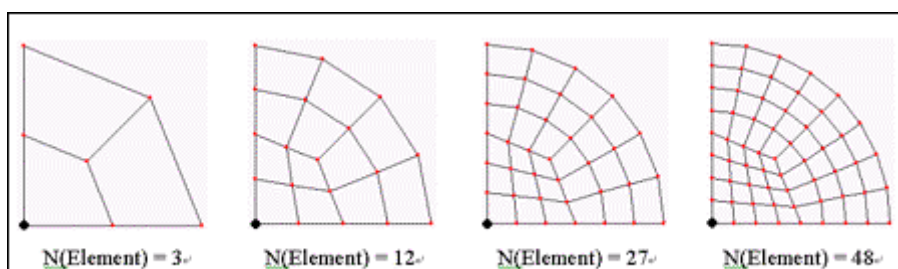 N(Element) = 3
N(Element) = 12
N(Element) = 27
N(Element) = 48